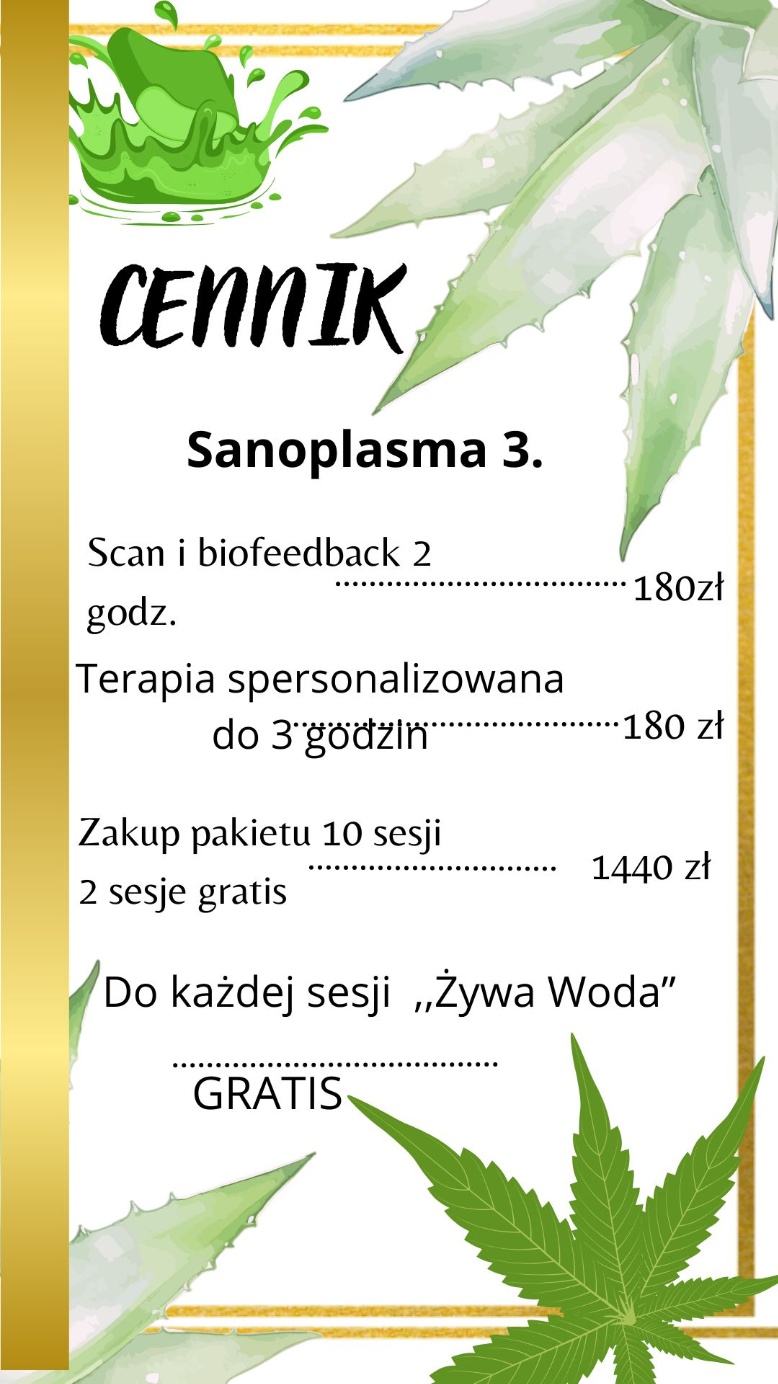 CENNIK
Sanoplasma 3.
Scan i biofeedback 2
godz.
.................................. 180zł
Terapia spersonalizowana
do 3 godzin
...................................... 180 zł
Zakup pakietu 10 sesji
2 sesje gratis
............................. 1440 zł
Do każdej sesji ,,Żywa Woda”
......................................
GRATIS